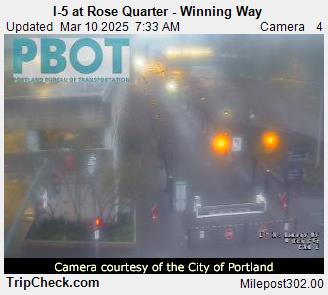 I-5 at Rose Quarter - Winning Way
Updated Mar 10 2025 7:33 AM Camera 4
PBOT
PORTLAND BUREAU OF TRANSPORTATION
Camera courtesy of the City of Portland
TripCheck.com Milepost302.00